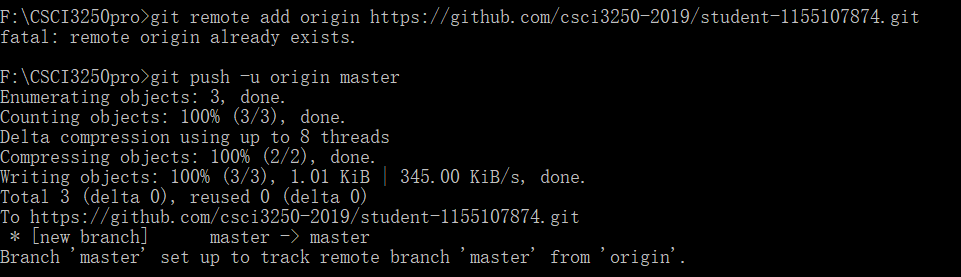 F:\CSCI3250pro>git remote add origin https://github.com/csci3250-2019/student-1155107874.git
fatal: remote origin already exists.
F:\CSCI3250pro>git push -u origin master
Enumerating objects: 3, done.
Counting objects: 100% (3/3), done.
Delta compression using up to 8 threads
Compressing objects: 100% (2/2), done.
Writing objects: 100% (3/3), 1.01 KiB | 345.00 KiB/s, done.
Total 3 (delta 0), reused 0 (delta 0)
To https://github.com/csci3250-2019/student-1155107874.git
 * [new branch]      master -> master
Branch 'master' set up to track remote branch 'master' from 'origin'.